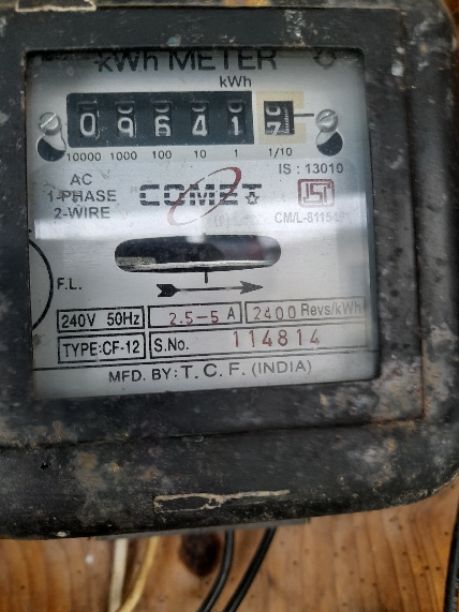 kWh METER
kWh
0 9 6 4 1 7
10000 1000 100 10 1 1/10
AC
1-PHASE
2-WIRE
COMET
IS : 13010
ISI
F.L.
240V 50Hz 2.5-5 A 2400 Revs/kWh
TYPE:CF-12 S.No. 114814
MFD. BY: T. C. F. (INDIA)